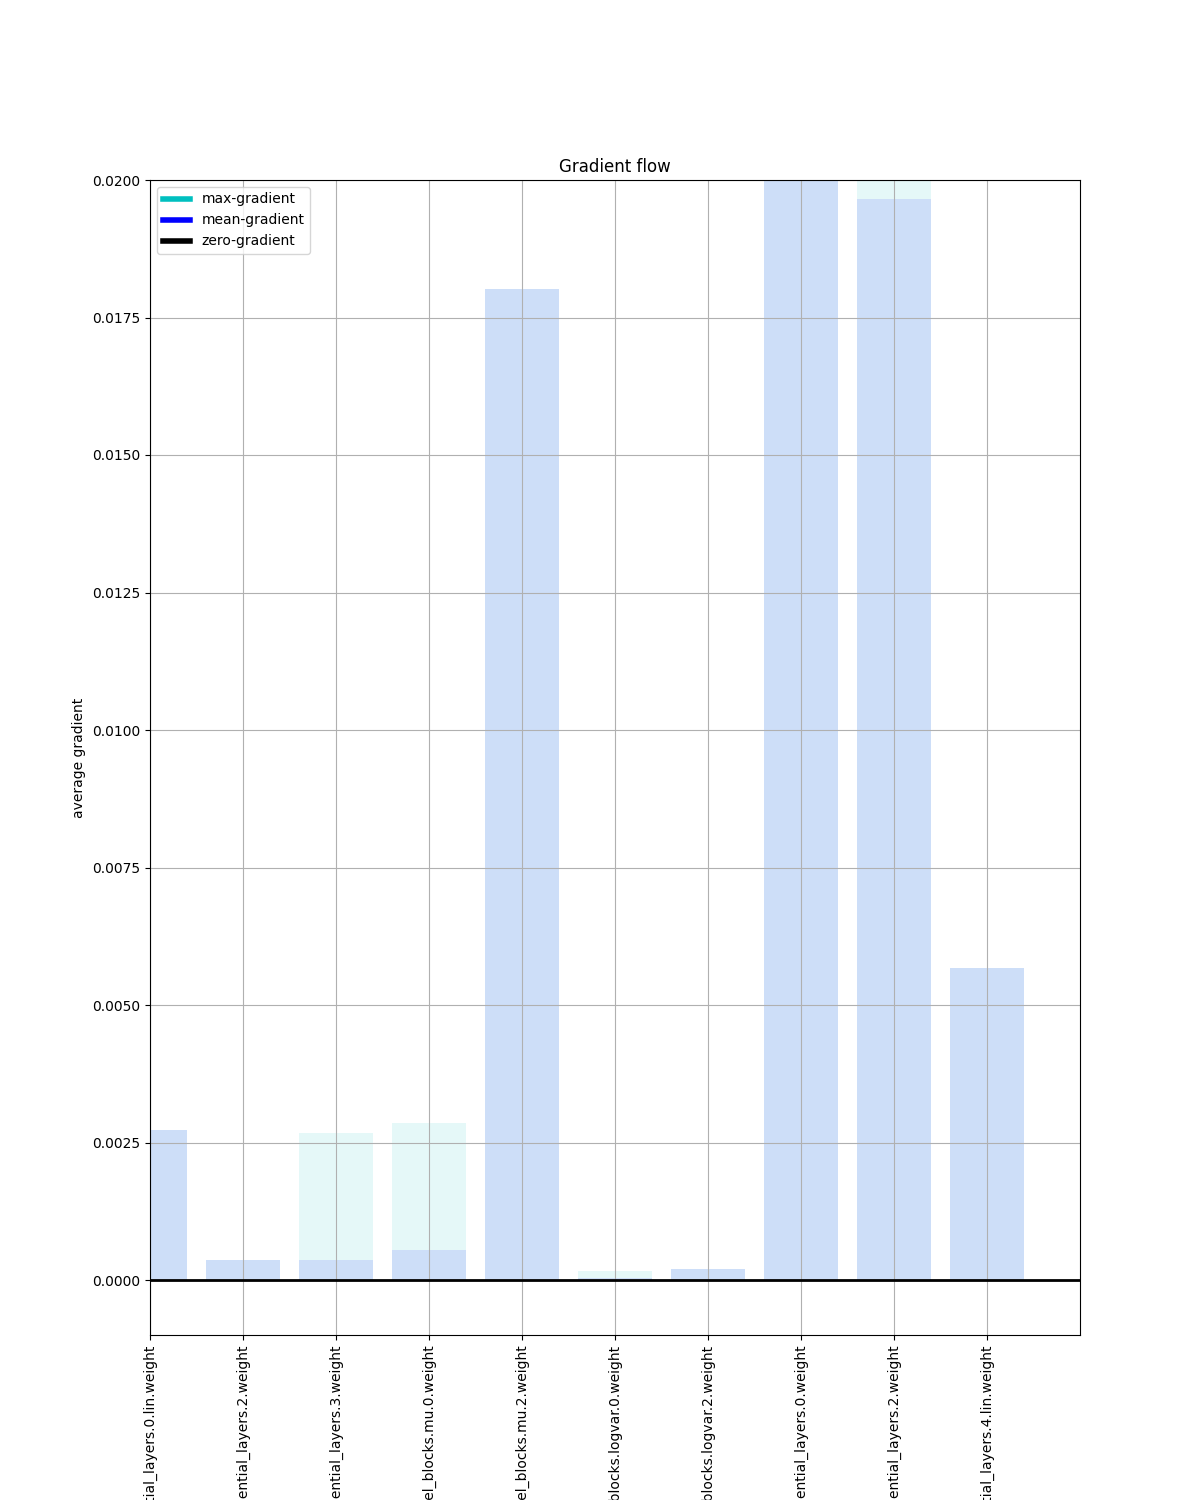 Gradient flow
max-gradient
mean-gradient
zero-gradient
0.0200
0.0175
0.0150
0.0125
0.0100
0.0075
0.0050
0.0025
0.0000
average gradient
tial_layers.0.lin.weight
ential_layers.2.weight
ential_layers.3.weight
el_blocks.mu.0.weight
el_blocks.mu.2.weight
blocks.logvar.0.weight
blocks.logvar.2.weight
ential_layers.0.weight
ential_layers.2.weight
tial_layers.4.lin.weight